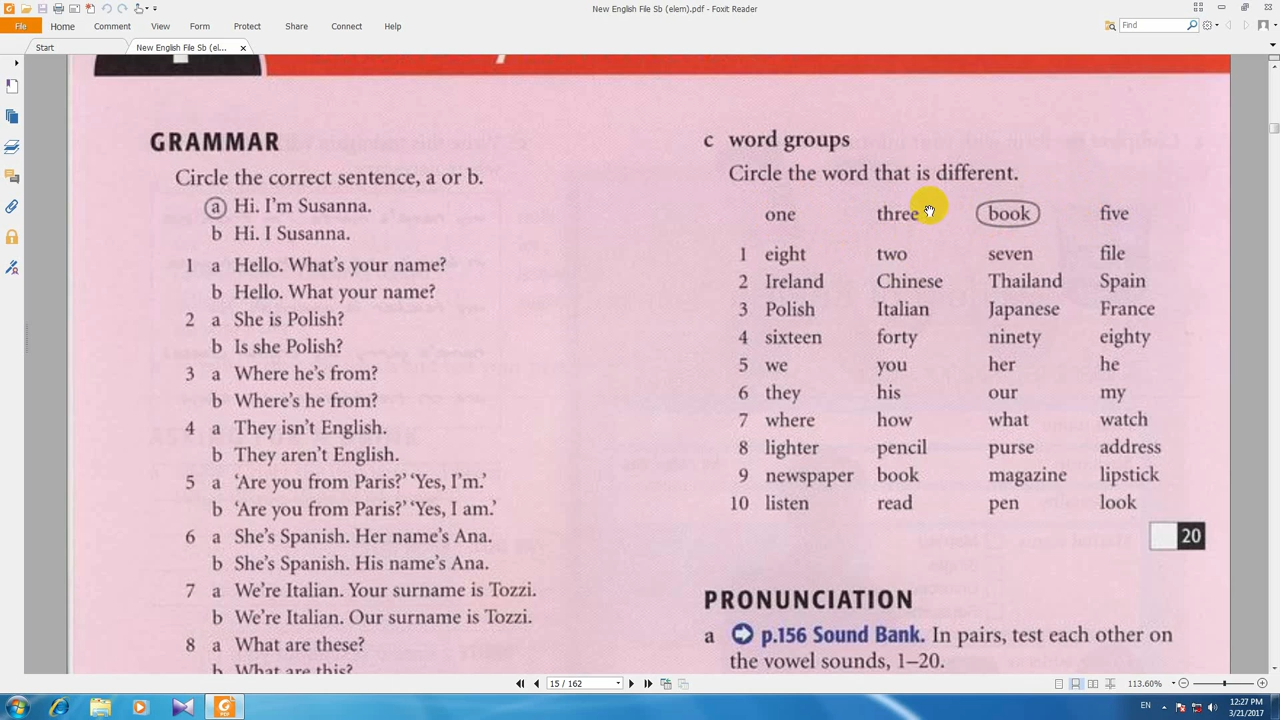 New English File Sb (elem).pdf - Foxit Reader
File Home Comment View Form Protect Share Connect Help
Find
Start New English File Sb (el...
GRAMMAR
Circle the correct sentence, a or b.
a Hi. I'm Susanna.
b Hi. I Susanna.
1 a Hello. What's your name?
b Hello. What your name?
2 a She is Polish?
b Is she Polish?
3 a Where he's from?
b Where's he from?
4 a They isn't English.
b They aren't English.
5 a 'Are you from Paris?' 'Yes, I'm.'
b 'Are you from Paris?' 'Yes, I am.'
6 a She's Spanish. Her name's Ana.
b She's Spanish. His name's Ana.
7 a We're Italian. Your surname is Tozzi.
b We're Italian. Our surname is Tozzi.
8 a What are these?
b What are this?
c word groups
Circle the word that is different.
one three book five
1 eight two seven file
2 Ireland Chinese Thailand Spain
3 Polish Italian Japanese France
4 sixteen forty ninety eighty
5 we you her he
6 they his our my
7 where how what watch
8 lighter pencil purse address
9 newspaper book magazine lipstick
10 listen read pen look
20
PRONUNCIATION
a p.156 Sound Bank. In pairs, test each other on
the vowel sounds, 1–20.
15 / 162
113.60%
EN
12:27 PM
3/21/2017